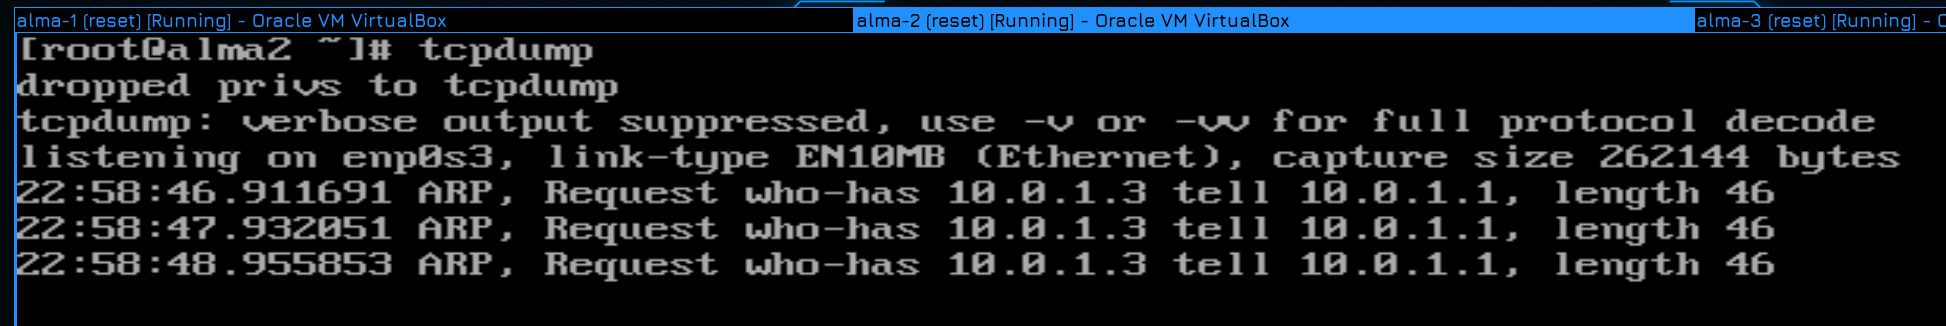 alma-1 (reset) [Running] - Oracle VM VirtualBox
alma-2 (reset) [Running] - Oracle VM VirtualBox
alma-3 (reset) [Running] -
[root@alma2 ~]# tcpdump
dropped privs to tcpdump
tcpdump: verbose output suppressed, use -v or -vv for full protocol decode
listening on enp0s3, link-type EN10MB (Ethernet), capture size 262144 bytes
22:58:46.911691 ARP, Request who-has 10.0.1.3 tell 10.0.1.1, length 46
22:58:47.932051 ARP, Request who-has 10.0.1.3 tell 10.0.1.1, length 46
22:58:48.955853 ARP, Request who-has 10.0.1.3 tell 10.0.1.1, length 46